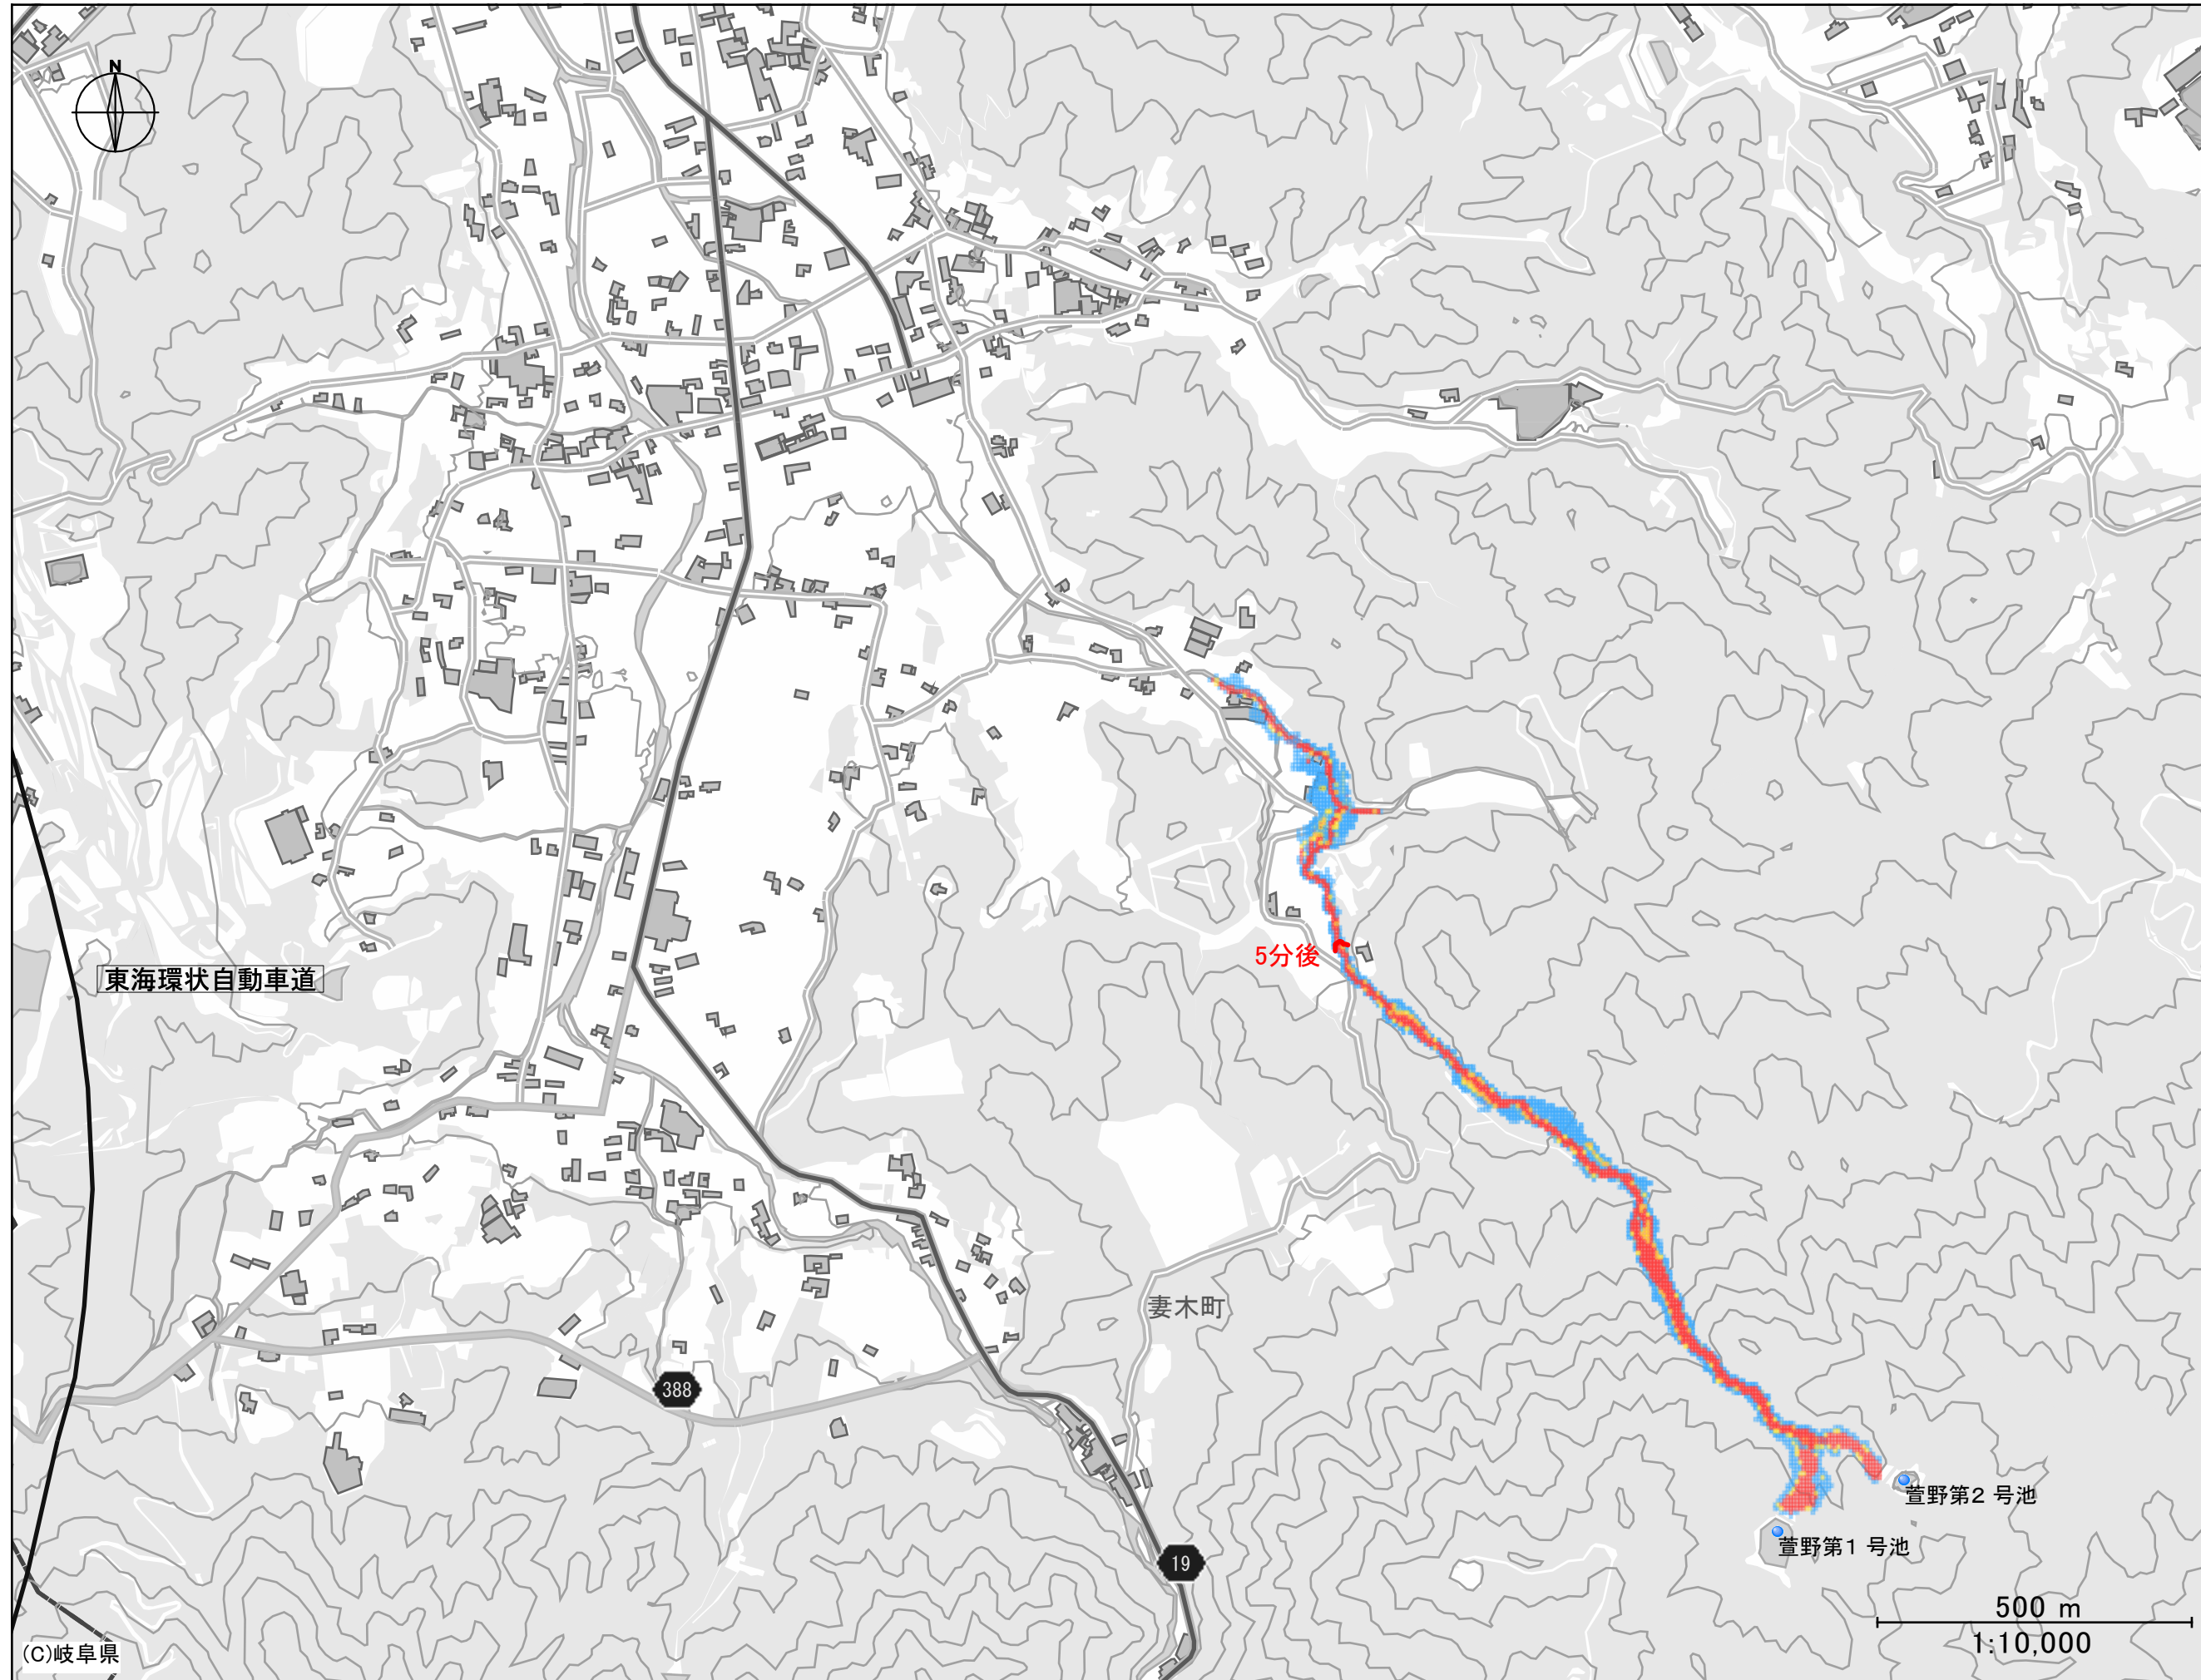 N
5分後
東海環状自動車道
妻木町
388
萱野第2 号池
萱野第1 号池
19
500 m
1:10,000
(C)岐阜県